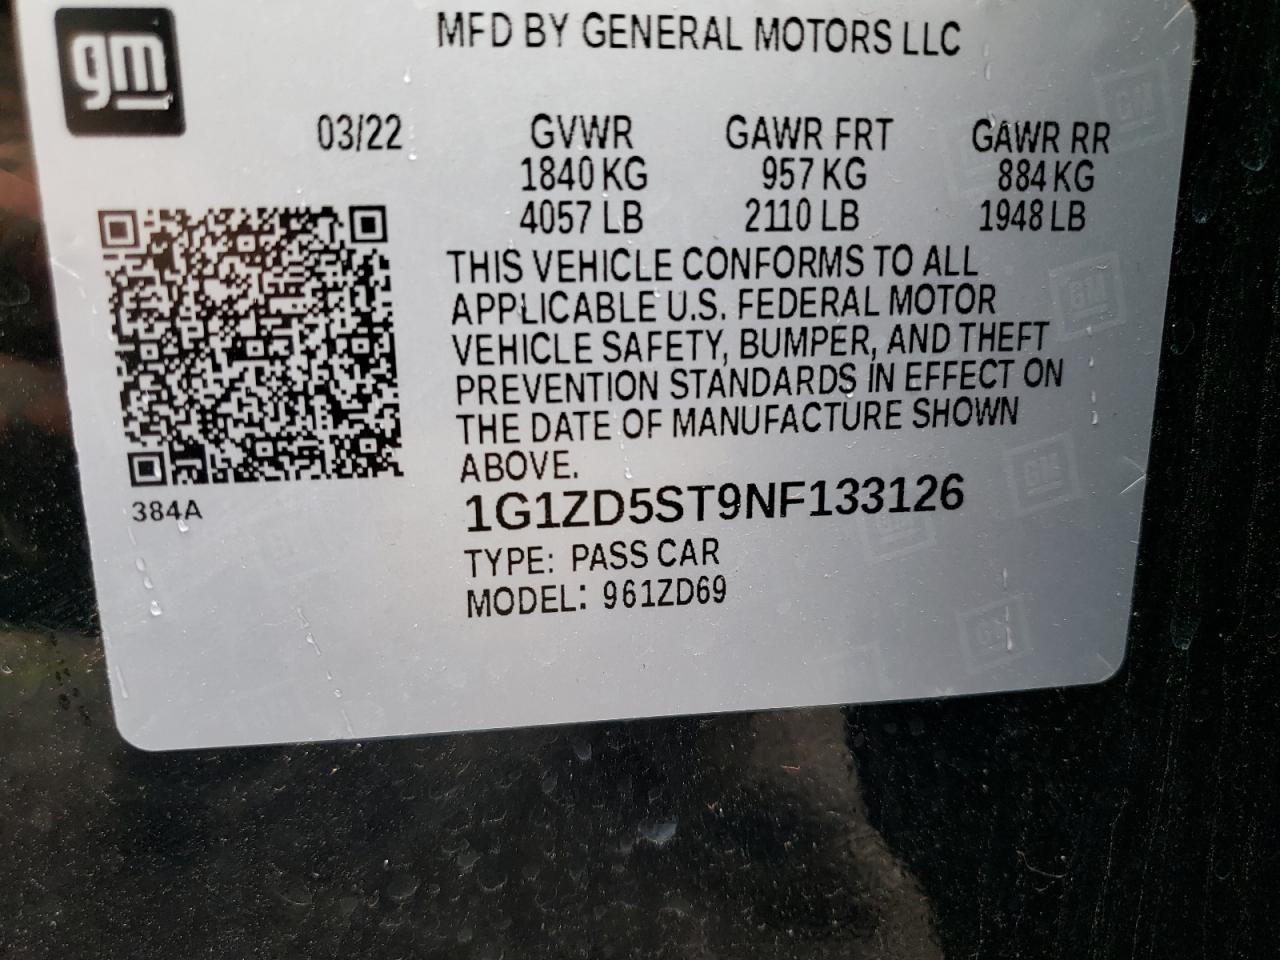 gm
MFD BY GENERAL MOTORS LLC
03/22 GVWR GAWR FRT GAWR RR
1840 KG 957 KG 884 KG
4057 LB 2110 LB 1948 LB
THIS VEHICLE CONFORMS TO ALL
APPLICABLE U.S. FEDERAL MOTOR
VEHICLE SAFETY, BUMPER, AND THEFT
PREVENTION STANDARDS IN EFFECT ON
THE DATE OF MANUFACTURE SHOWN
ABOVE.
384A
1G1ZD5ST9NF133126
TYPE: PASS CAR
MODEL: 961ZD69